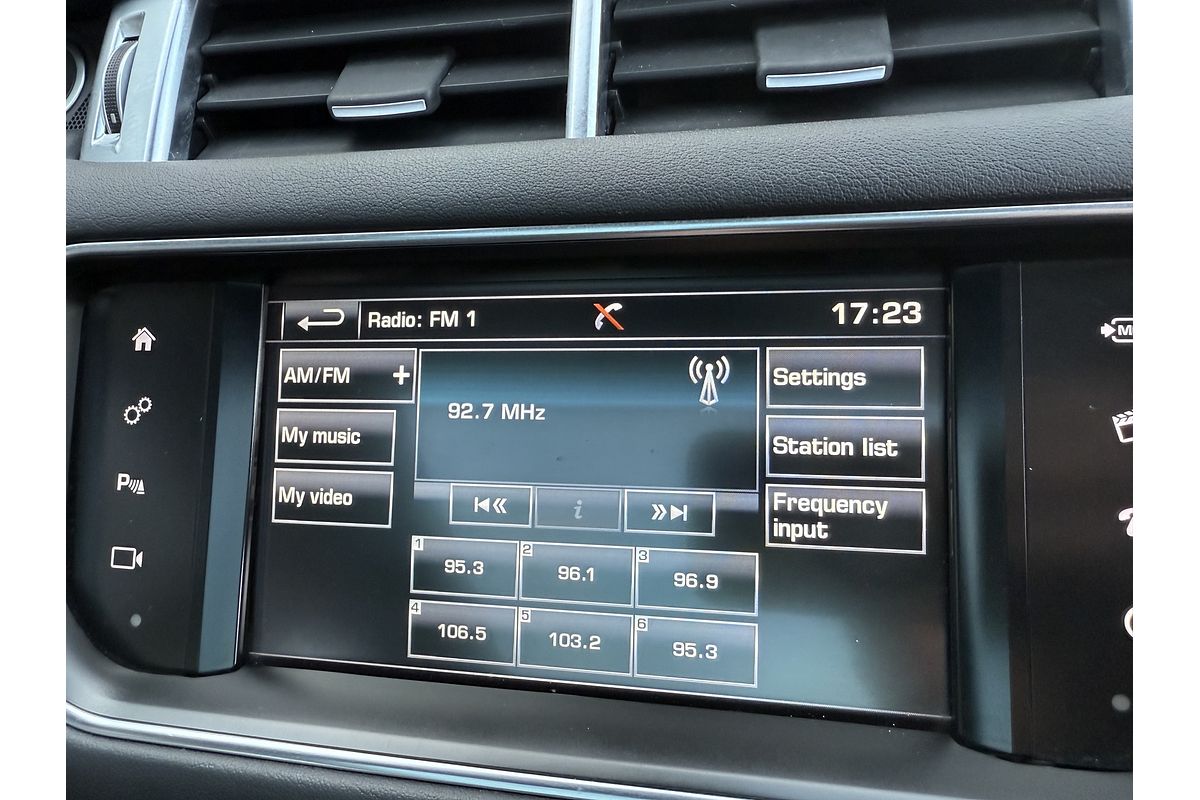 Radio: FM 1
17:23
AM/FM +
92.7 MHz
Settings
My music
Station list
My video
i
Frequency
input
1
95.3
2
96.1
3
96.9
4
106.5
5
103.2
6
95.3
P